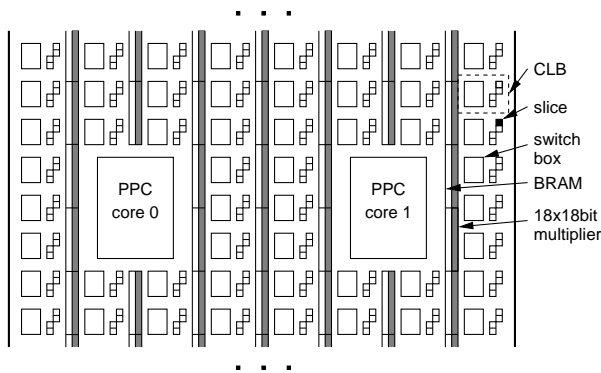 . . .
CLB
slice
switch
box
BRAM
18x18bit
multiplier
PPC
core 0
PPC
core 1
. . .